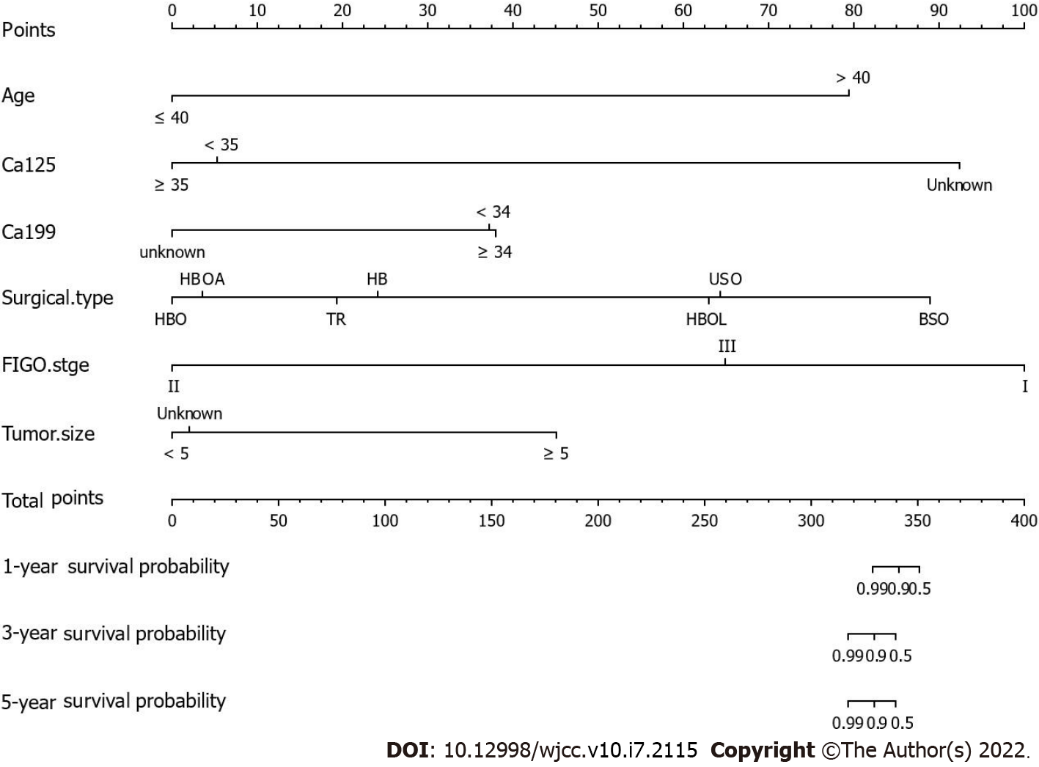 0 10 20 30 40 50 60 70 80 90 100
Points
> 40
Age
≤ 40
< 35
Ca125
≥ 35 Unknown
< 34
Ca199
unknown ≥ 34
HBOA HB USO
Surgical.type
HBO TR HBOL BSO
III
FIGO.stge
II I
Unknown
Tumor.size
< 5 ≥ 5
Total points
0 50 100 150 200 250 300 350 400
1-year survival probability
0.990.90.5
3-year survival probability
0.990.9 0.5
5-year survival probability
0.990.9 0.5
DOI: 10.12998/wjcc.v10.i7.2115 Copyright ©The Author(s) 2022.